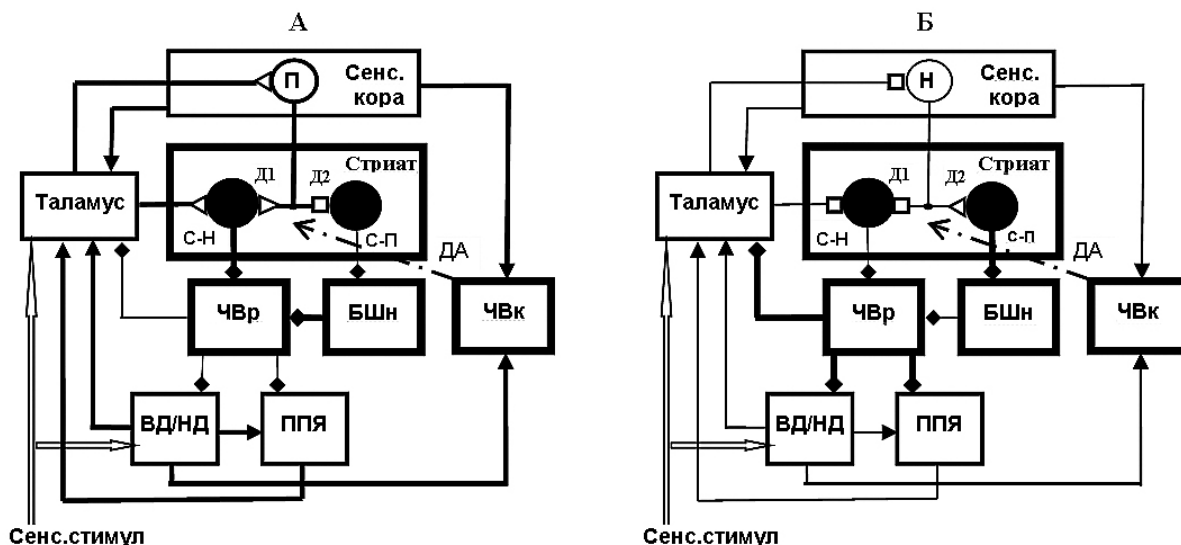 А
П
Сенс.
кора
Стриат
Д1
Д2
Таламус
С-Н
С-П
ДА
ЧВр
БШн
ЧВк
ВД/НД
ППЯ
Сенс.стимул
Б
Н
Сенс.
кора
Стриат
Д1
Д2
Таламус
С-Н
С-П
ДА
ЧВр
БШн
ЧВк
ВД/НД
ППЯ
Сенс.стимул